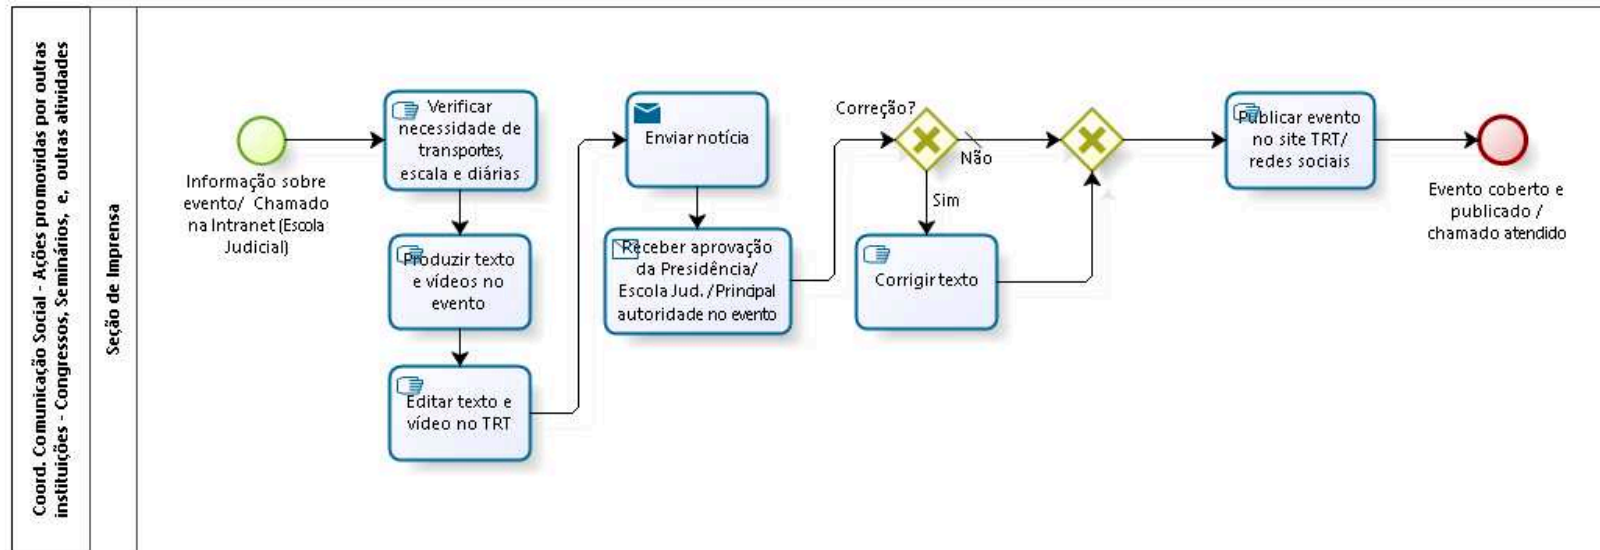 Coord. Comunicação Social - Ações promovidas por outras
instituições - Congressos, Seminários, e, outras atividades
Seção de Imprensa
Informação sobre
evento/ Chamado
na Intranet (Escola
Judicial)
Verificar
necessidade de
transportes,
escala e diárias
Produzir texto
e vídeos no
evento
Editar texto e
vídeo no TRT
Enviar notícia
Receber aprovação
da Presidência/
Escola Jud. /Principal
autoridade no evento
Correção?
Não
Sim
Corrigir texto
Publicar evento
no site TRT/
redes sociais
Evento coberto e
publicado /
chamado atendido